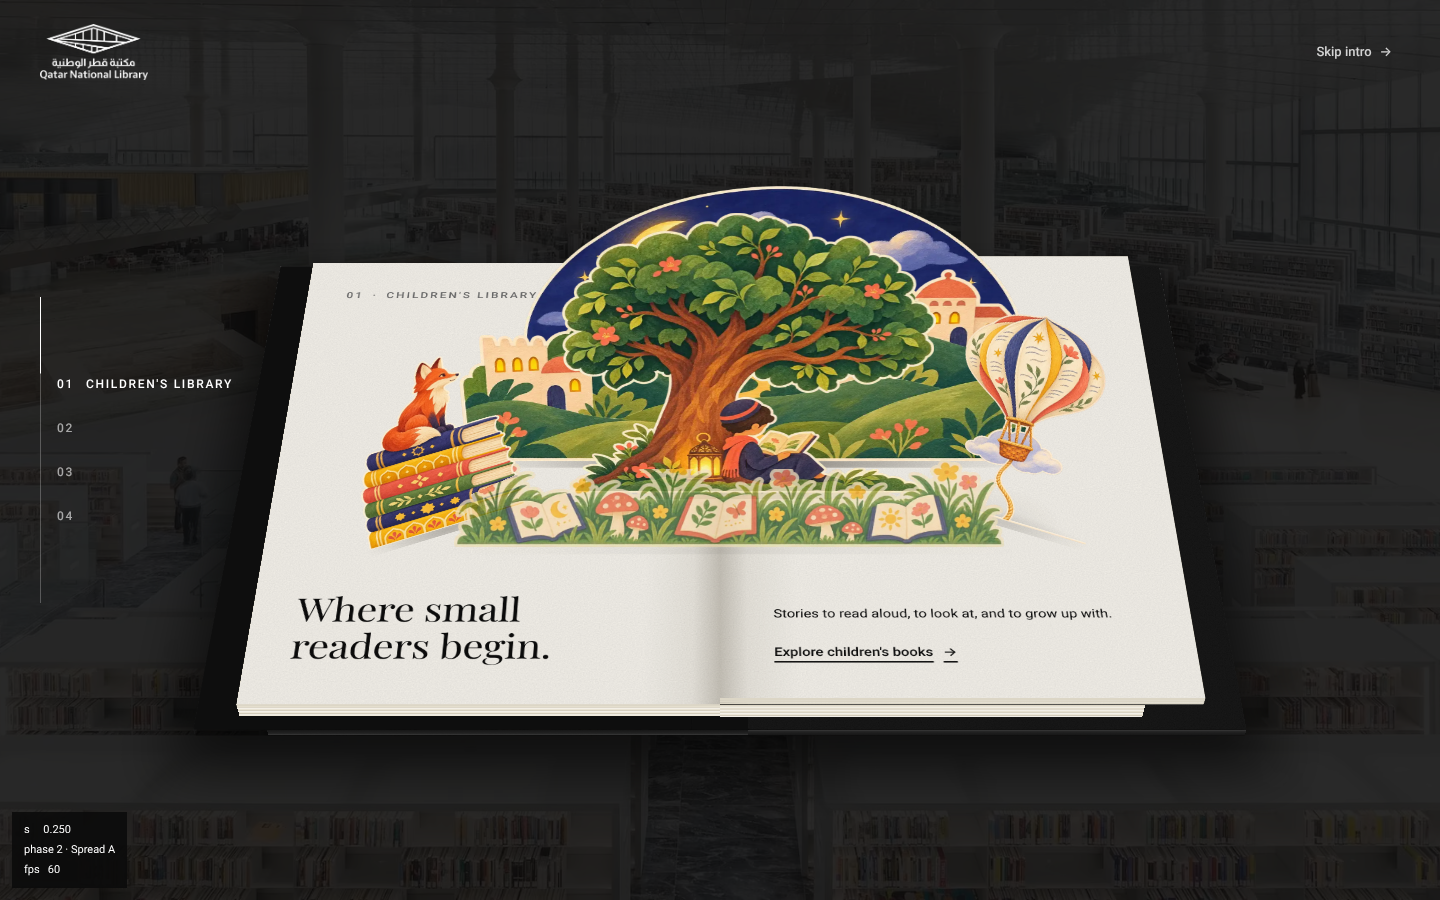 مكتبة قطر الوطنية
Qatar National Library
Skip intro →
01 · CHILDREN'S LIBRARY
01 CHILDREN'S LIBRARY
02
03
04
Where small
readers begin.
Stories to read aloud, to look at, and to grow up with.
Explore children's books →
s 0.250
phase 2 · Spread A
fps 60